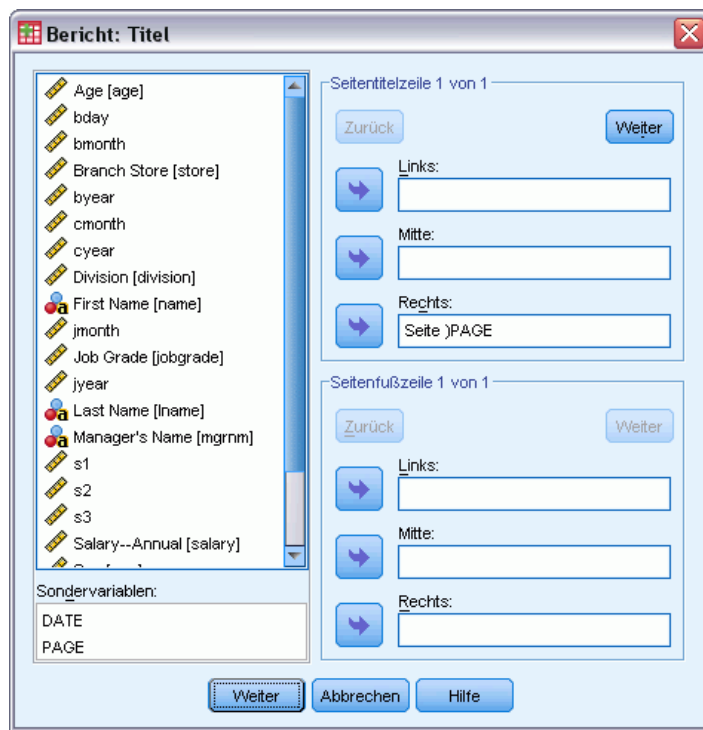 Bericht: Titel
Age [age]
bday
bmonth
Branch Store [store]
byear
cmonth
cyear
Division [division]
First Name [name]
jmonth
Job Grade [jobgrade]
jyear
Last Name [lname]
Manager's Name [mgrnm]
s1
s2
s3
Salary--Annual [salary]
Sondervariablen:
DATE
PAGE
Seitentitelzeile 1 von 1
Zurück
Weiter
Links:
Mitte:
Rechts:
Seite )PAGE
Seitenfußzeile 1 von 1
Zurück
Weiter
Links:
Mitte:
Rechts:
Weiter
Abbrechen
Hilfe